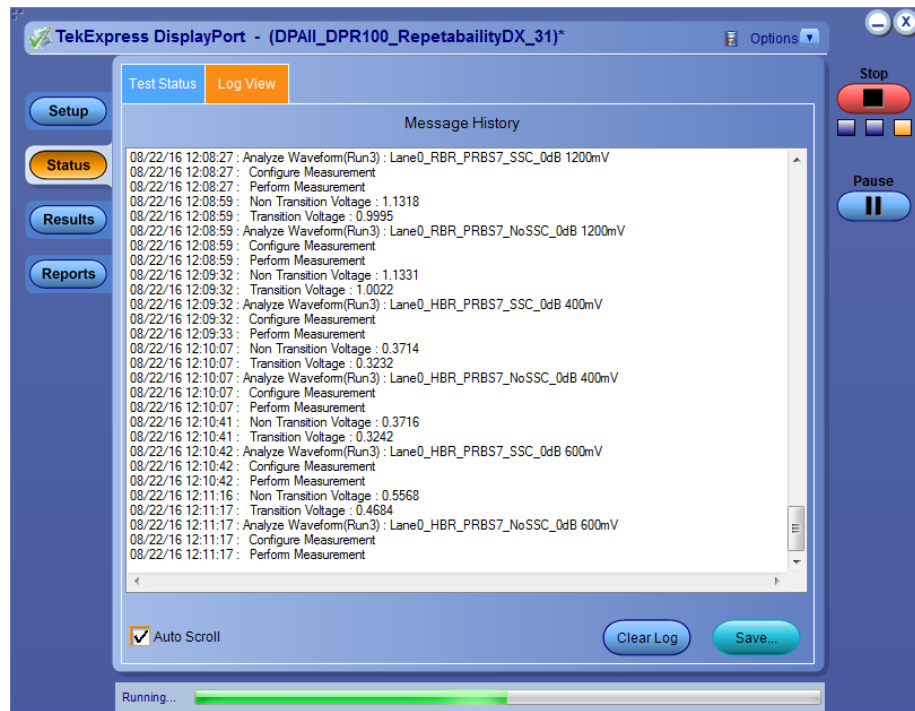 TekExpress DisplayPort - (DPAII_DPR100_RepetabailityDX_31)*
Options
Stop
Test Status
Log View
Setup
Message History
Status
Pause
Results
Reports
08/22/16 12:08:27 : Analyze Waveform(Run3) : Lane0_RBR_PRBS7_SSC_0dB 1200mV
08/22/16 12:08:27 : Configure Measurement
08/22/16 12:08:27 : Perform Measurement
08/22/16 12:08:59 : Non Transition Voltage : 1.1318
08/22/16 12:08:59 : Transition Voltage : 0.9995
08/22/16 12:08:59 : Analyze Waveform(Run3) : Lane0_RBR_PRBS7_NoSSC_0dB 1200mV
08/22/16 12:08:59 : Configure Measurement
08/22/16 12:08:59 : Perform Measurement
08/22/16 12:09:32 : Non Transition Voltage : 1.1331
08/22/16 12:09:32 : Transition Voltage : 1.0022
08/22/16 12:09:32 : Analyze Waveform(Run3) : Lane0_HBR_PRBS7_SSC_0dB 400mV
08/22/16 12:09:32 : Configure Measurement
08/22/16 12:09:33 : Perform Measurement
08/22/16 12:10:07 : Non Transition Voltage : 0.3714
08/22/16 12:10:07 : Transition Voltage : 0.3232
08/22/16 12:10:07 : Analyze Waveform(Run3) : Lane0_HBR_PRBS7_NoSSC_0dB 400mV
08/22/16 12:10:07 : Configure Measurement
08/22/16 12:10:07 : Perform Measurement
08/22/16 12:10:41 : Non Transition Voltage : 0.3716
08/22/16 12:10:41 : Transition Voltage : 0.3242
08/22/16 12:10:42 : Analyze Waveform(Run3) : Lane0_HBR_PRBS7_SSC_0dB 600mV
08/22/16 12:10:42 : Configure Measurement
08/22/16 12:10:42 : Perform Measurement
08/22/16 12:11:16 : Non Transition Voltage : 0.5568
08/22/16 12:11:17 : Transition Voltage : 0.4684
08/22/16 12:11:17 : Analyze Waveform(Run3) : Lane0_HBR_PRBS7_NoSSC_0dB 600mV
08/22/16 12:11:17 : Configure Measurement
08/22/16 12:11:17 : Perform Measurement
Auto Scroll
Clear Log
Save...
Running...